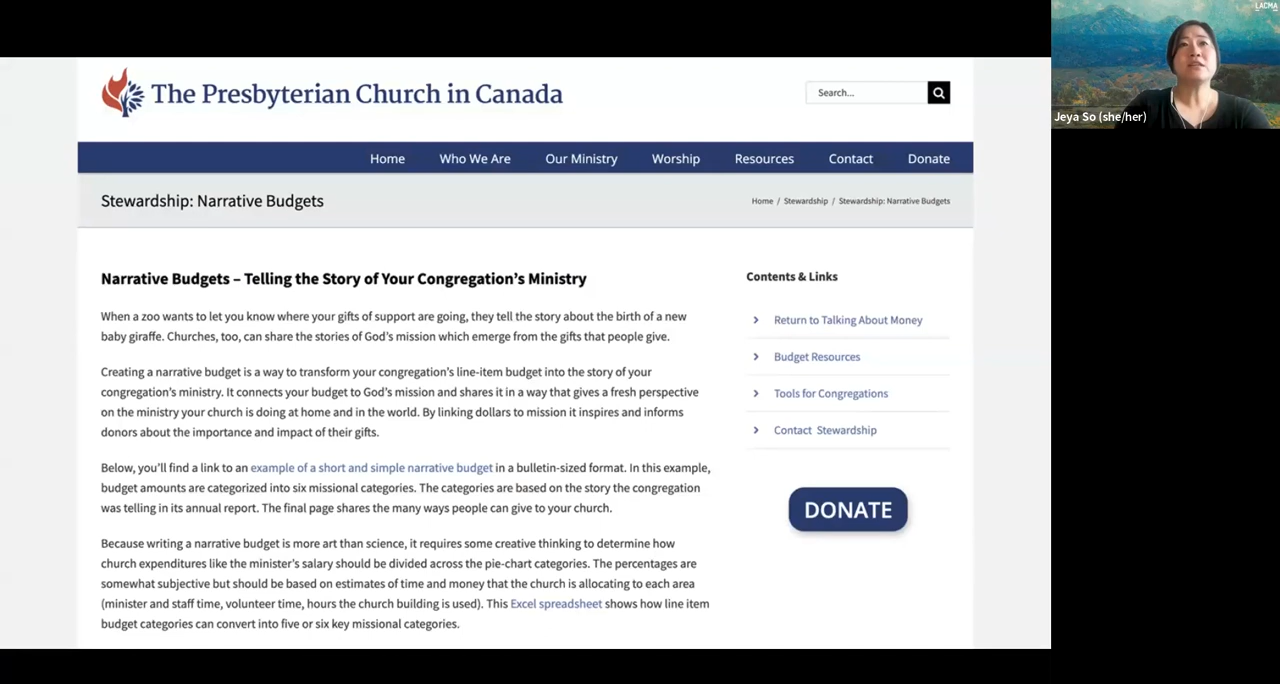 The Presbyterian Church in Canada
Search...
Home Who We Are Our Ministry Worship Resources Contact Donate
Stewardship: Narrative Budgets
Home / Stewardship / Stewardship: Narrative Budgets
Narrative Budgets – Telling the Story of Your Congregation's Ministry
When a zoo wants to let you know where your gifts of support are going, they tell the story about the birth of a new
baby giraffe. Churches, too, can share the stories of God's mission which emerge from the gifts that people give.
Creating a narrative budget is a way to transform your congregation's line-item budget into the story of your
congregation's ministry. It connects your budget to God's mission and shares it in a way that gives a fresh perspective
on the ministry your church is doing at home and in the world. By linking dollars to mission it inspires and informs
donors about the importance and impact of their gifts.
Below, you'll find a link to an example of a short and simple narrative budget in a bulletin-sized format. In this example,
budget amounts are categorized into six missional categories. The categories are based on the story the congregation
was telling in its annual report. The final page shares the many ways people can give to your church.
Because writing a narrative budget is more art than science, it requires some creative thinking to determine how
church expenditures like the minister's salary should be divided across the pie-chart categories. The percentages are
somewhat subjective but should be based on estimates of time and money that the church is allocating to each area
(minister and staff time, volunteer time, hours the church building is used). This Excel spreadsheet shows how line item
budget categories can convert into five or six key missional categories.
Contents & Links
Return to Talking About Money
Budget Resources
Tools for Congregations
Contact Stewardship
DONATE
LACMA
Jeya So (she/her)